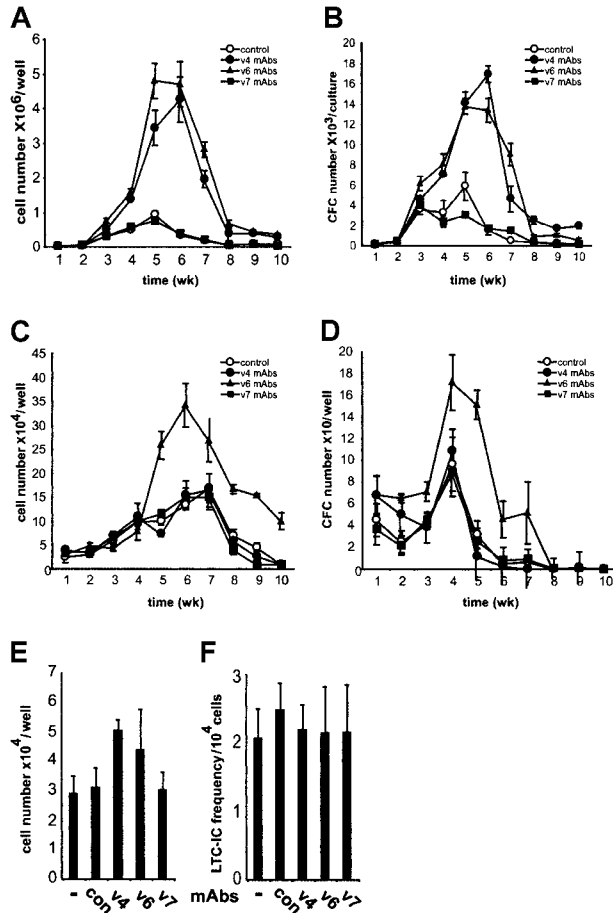 A
cell number X10⁶/well
6
5
4
3
2
1
0
1 2 3 4 5 6 7 8 9 10
time (wk)
control
v4 mAbs
v6 mAbs
v7 mAbs
B
CFC number X10³/culture
20
18
16
14
12
10
8
6
4
2
0
1 2 3 4 5 6 7 8 9 10
time (wk)
control
v4 mAbs
v6 mAbs
v7 mAbs
C
cell number x10⁴/well
45
40
35
30
25
20
15
10
5
0
1 2 3 4 5 6 7 8 9 10
time (wk)
control
v4 mAbs
v6 mAbs
v7 mAbs
D
CFC number x10/well
20
18
16
14
12
10
8
6
4
2
0
1 2 3 4 5 6 7 8 9 10
time (wk)
control
v4 mAbs
v6 mAbs
v7 mAbs
E
cell number x10⁴/well
7
6
5
4
3
2
1
0
- con v4 v6 v7
mAbs
F
LTC-IC frequency/10⁴ cells
3
2
1
0
- con v4 v6 v7